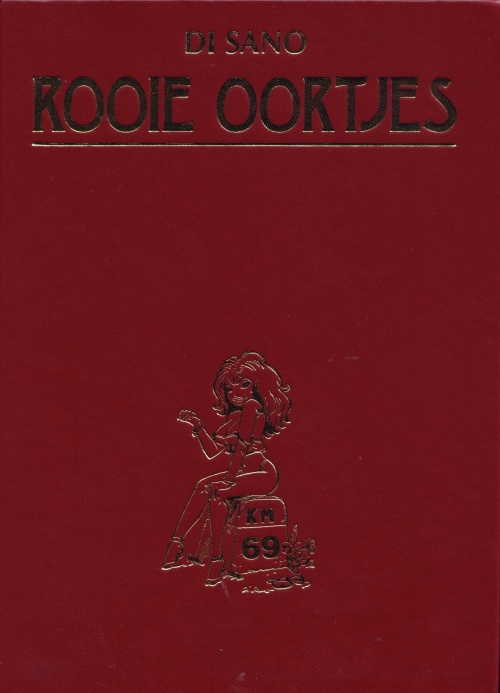 DI SANO
ROOIE OORTJES
KM
69